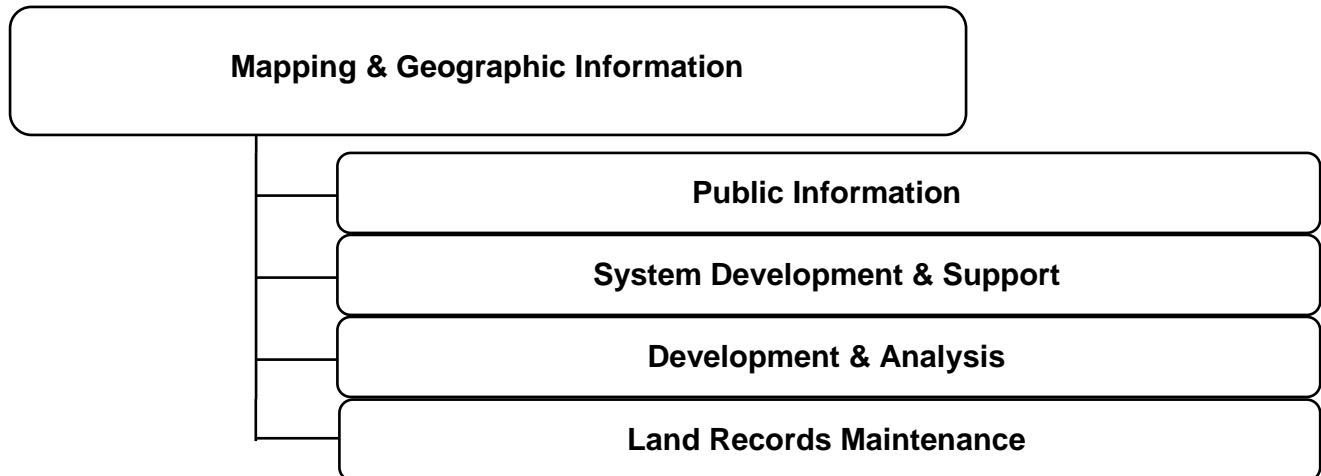 Mapping & Geographic Information
Public Information
System Development & Support
Development & Analysis
Land Records Maintenance